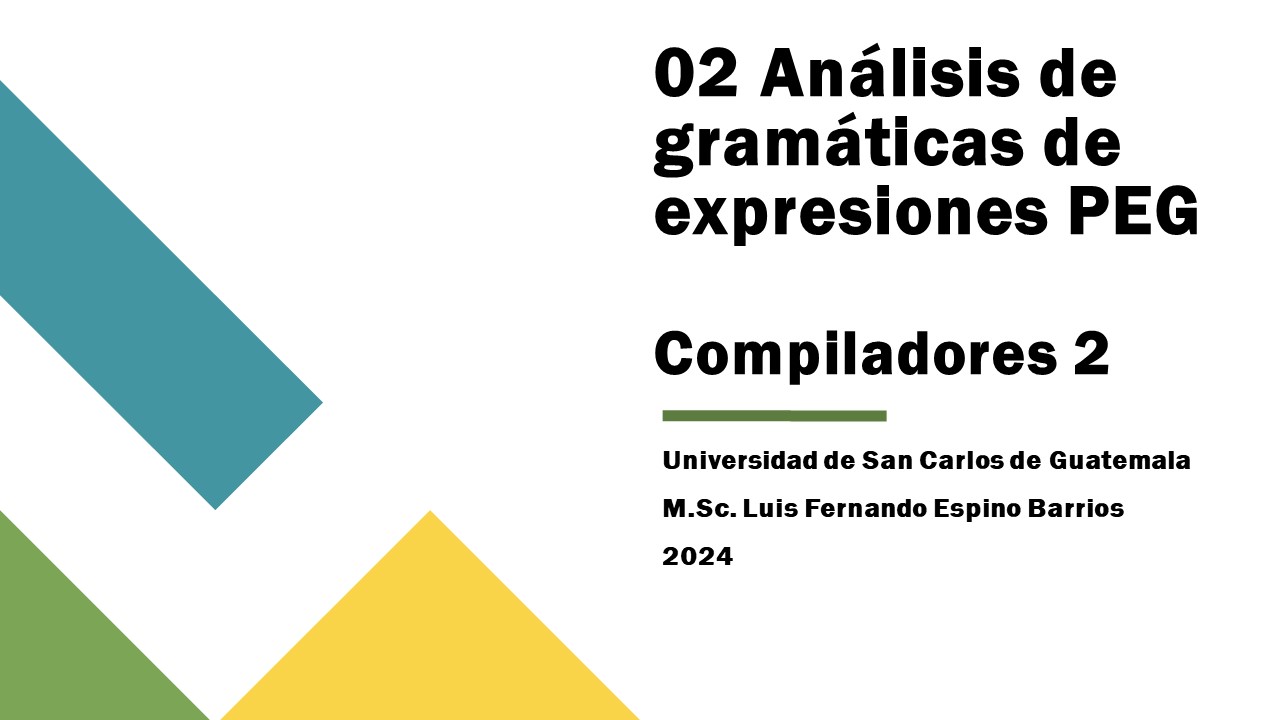 02 Análisis de
gramáticas de
expresiones PEG
Compiladores 2
Universidad de San Carlos de Guatemala
M.Sc. Luis Fernando Espino Barrios
2024